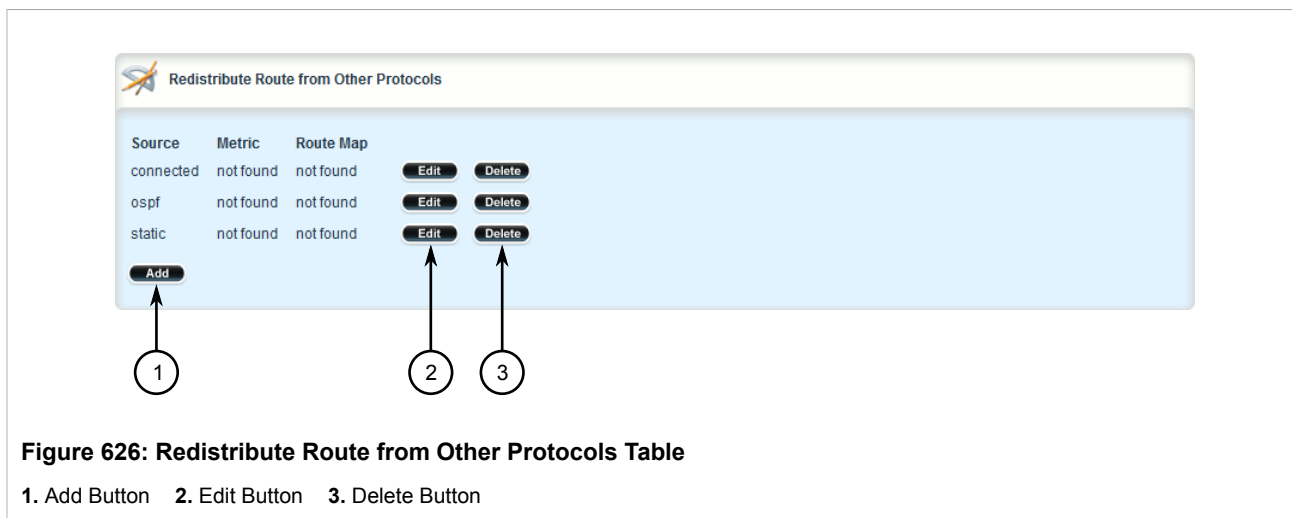 Redistribute Route from Other Protocols
Source Metric Route Map
connected not found not found Edit Delete
ospf not found not found Edit Delete
static not found not found Edit Delete
Add
1 2 3
Figure 626: Redistribute Route from Other Protocols Table
1. Add Button 2. Edit Button 3. Delete Button